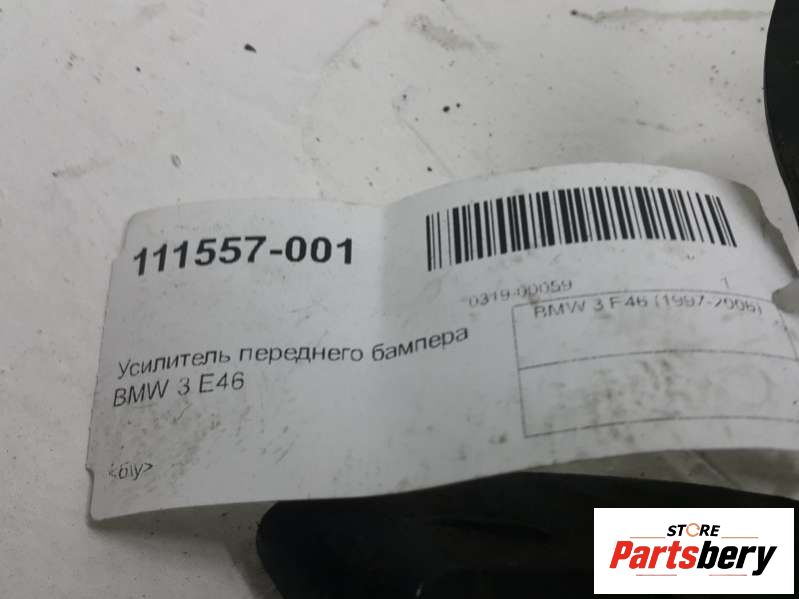 111557-001
0319-00059 1
BMW 3 E46 (1997-2006)
Усилитель переднего бампера
BMW 3 E46
<б/у>
STORE
Partsbery